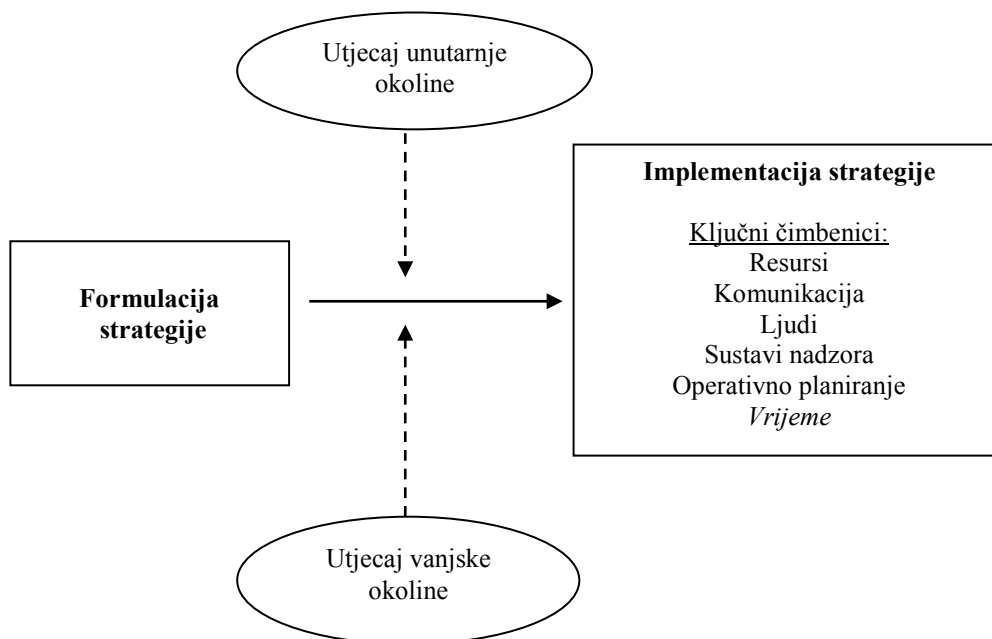 Utjecaj unutarnje
okoline
Formulacija
strategije
Implementacija strategije
Ključni čimbenici:
Resursi
Komunikacija
Ljudi
Sustavi nadzora
Operativno planiranje
Vrijeme
Utjecaj vanjske
okoline